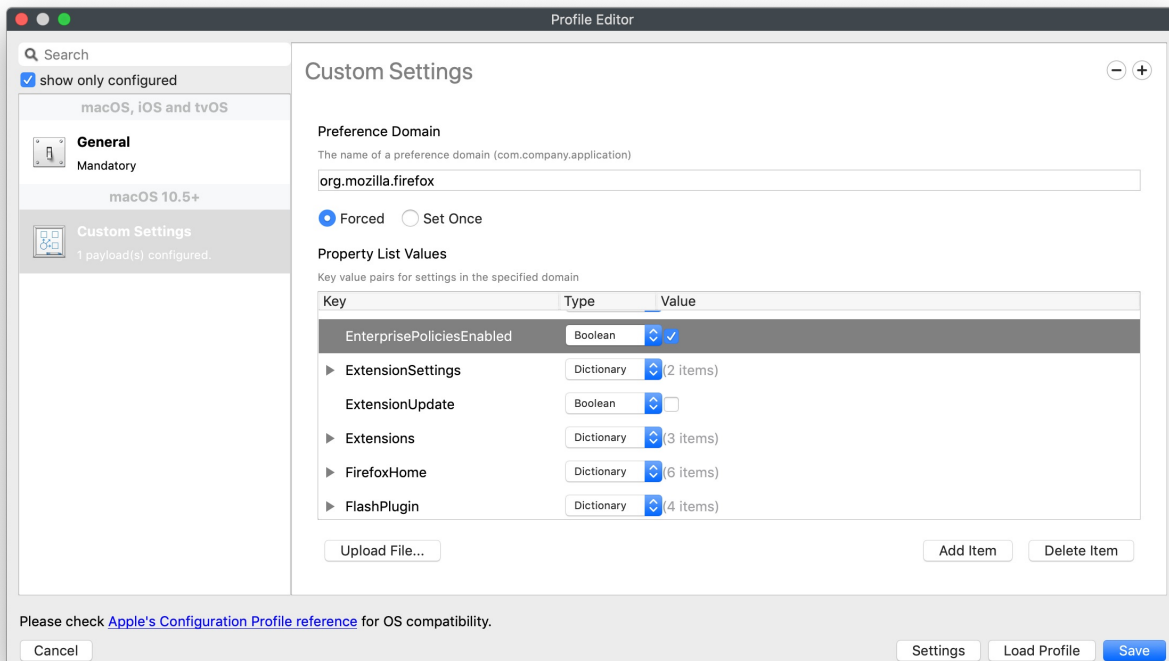 Profile Editor
Search
show only configured
macOS, iOS and tvOS
General
Mandatory
macOS 10.5+
Custom Settings
1 payload(s) configured.
Custom Settings
Preference Domain
The name of a preference domain (com.company.application)
org.mozilla.firefox
Forced Set Once
Property List Values
Key value pairs for settings in the specified domain
Key Type Value
EnterprisePoliciesEnabled Boolean
ExtensionSettings Dictionary (2 items)
ExtensionUpdate Boolean
Extensions Dictionary (3 items)
FirefoxHome Dictionary (6 items)
FlashPlugin Dictionary (4 items)
Upload File... Add Item Delete Item
Please check Apple's Configuration Profile reference for OS compatibility.
Cancel Settings Load Profile Save